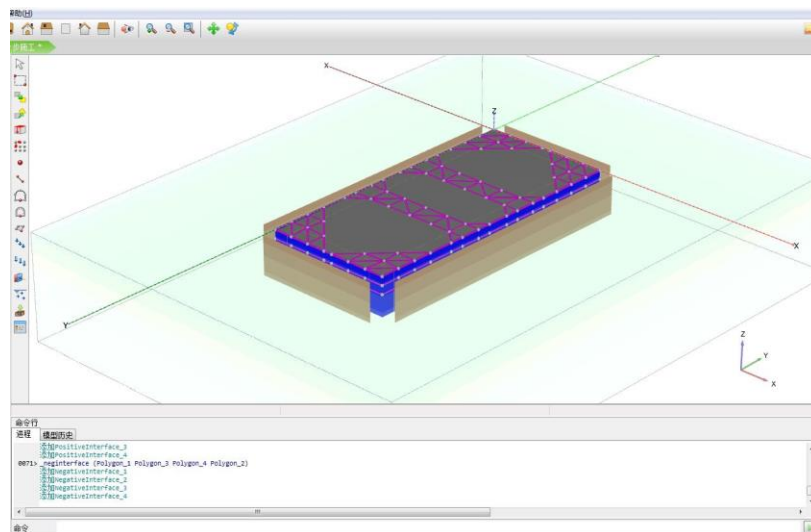 帮助(H)
步施工 *
X
Z
X
Y
Z
Y
X
命令行
进程 模型历史
添加PositiveInterface_3
添加PositiveInterface_4
0071> _neginterface (Polygon_1 Polygon_3 Polygon_4 Polygon_2)
添加NegativeInterface_1
添加NegativeInterface_2
添加NegativeInterface_3
添加NegativeInterface_4
命令